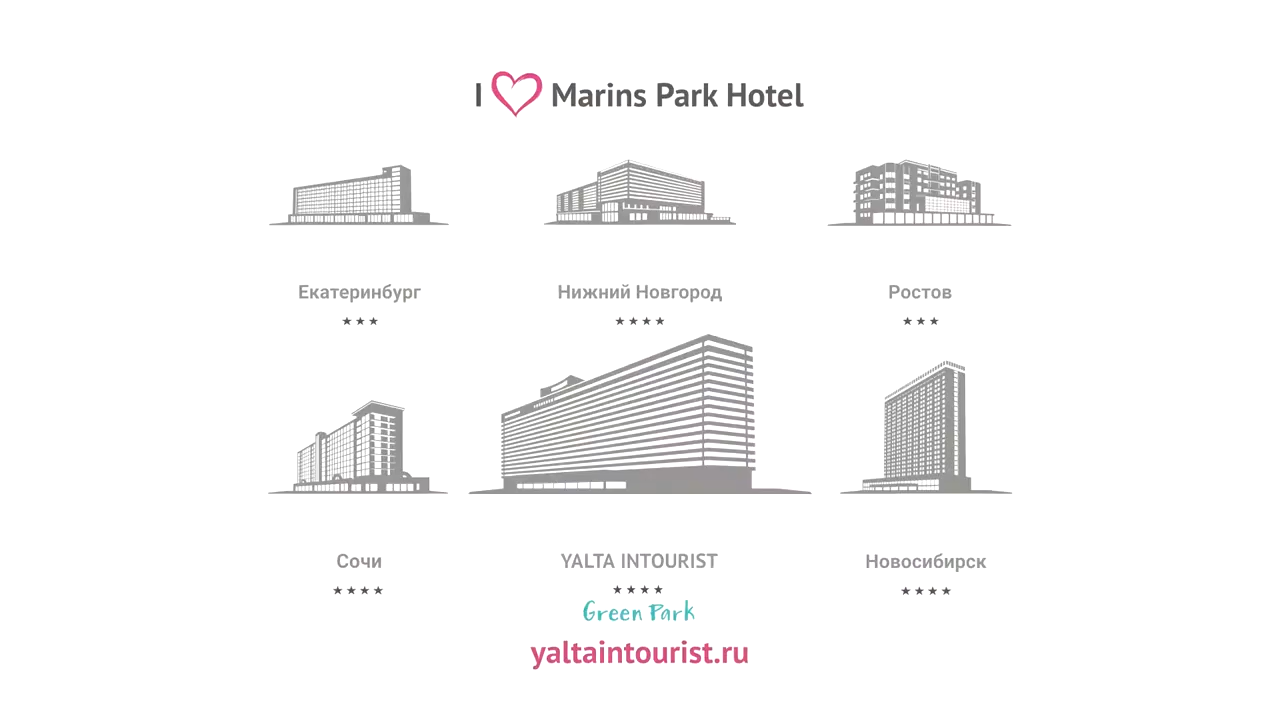 I Marins Park Hotel
Екатеринбург
Нижний Новгород
Ростов
Сочи
YALTA INTOURIST
Новосибирск
Green Park
yaltaintourist.ru